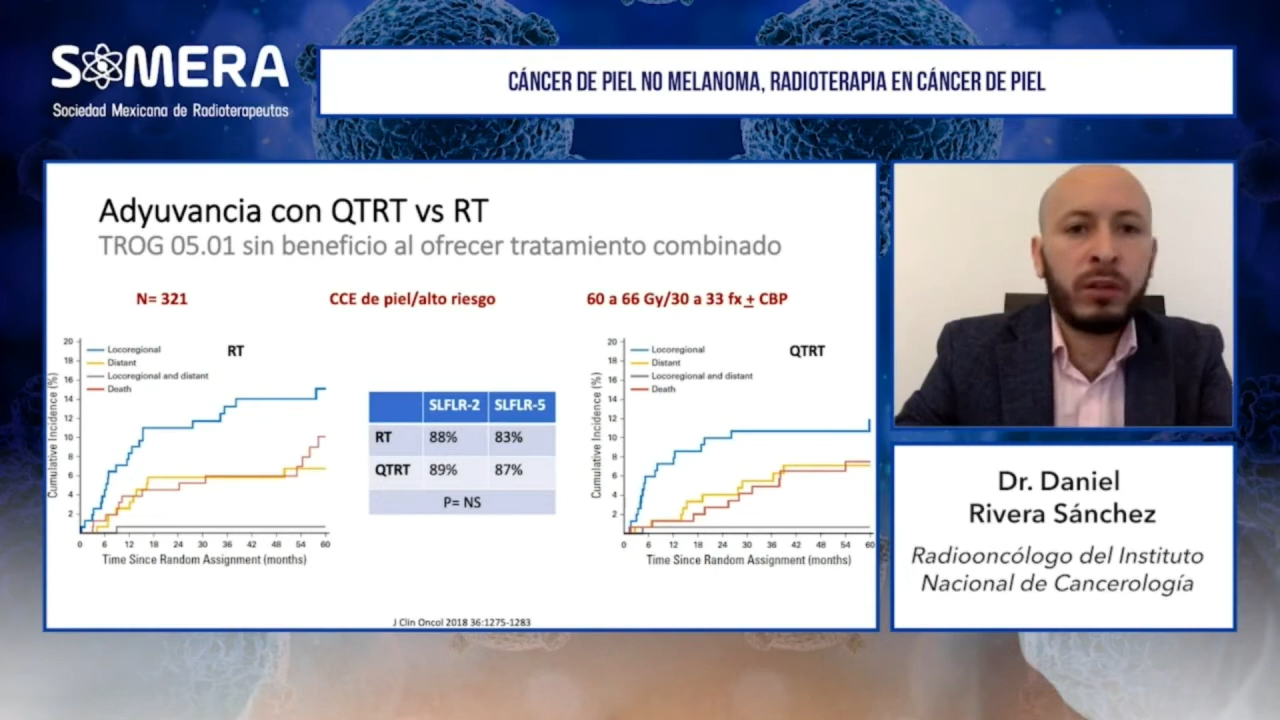 SOMERA
Sociedad Mexicana de Radioterapeutas
CÁNCER DE PIEL NO MELANOMA, RADIOTERAPIA EN CÁNCER DE PIEL
Adyuvancia con QTRT vs RT
TROG 05.01 sin beneficio al ofrecer tratamiento combinado
N= 321
CCE de piel/alto riesgo
60 a 66 Gy/30 a 33 fx + CBP
RT
Locoregional
Distant
Locoregional and distant
Death
Cumulative Incidence (%)
20
18
16
14
12
10
8
6
4
2
0 6 12 18 24 30 36 42 48 54 60
Time Since Random Assignment (months)
SLFLR-2 SLFLR-5
RT 88% 83%
QTRT 89% 87%
P= NS
QTRT
Locoregional
Distant
Locoregional and distant
Death
Cumulative Incidence (%)
20
18
16
14
12
10
8
6
4
2
0 6 12 18 24 30 36 42 48 54 60
Time Since Random Assignment (months)
J Clin Oncol 2018 36:1275-1283
Dr. Daniel
Rivera Sánchez
Radiooncólogo del Instituto
Nacional de Cancerología